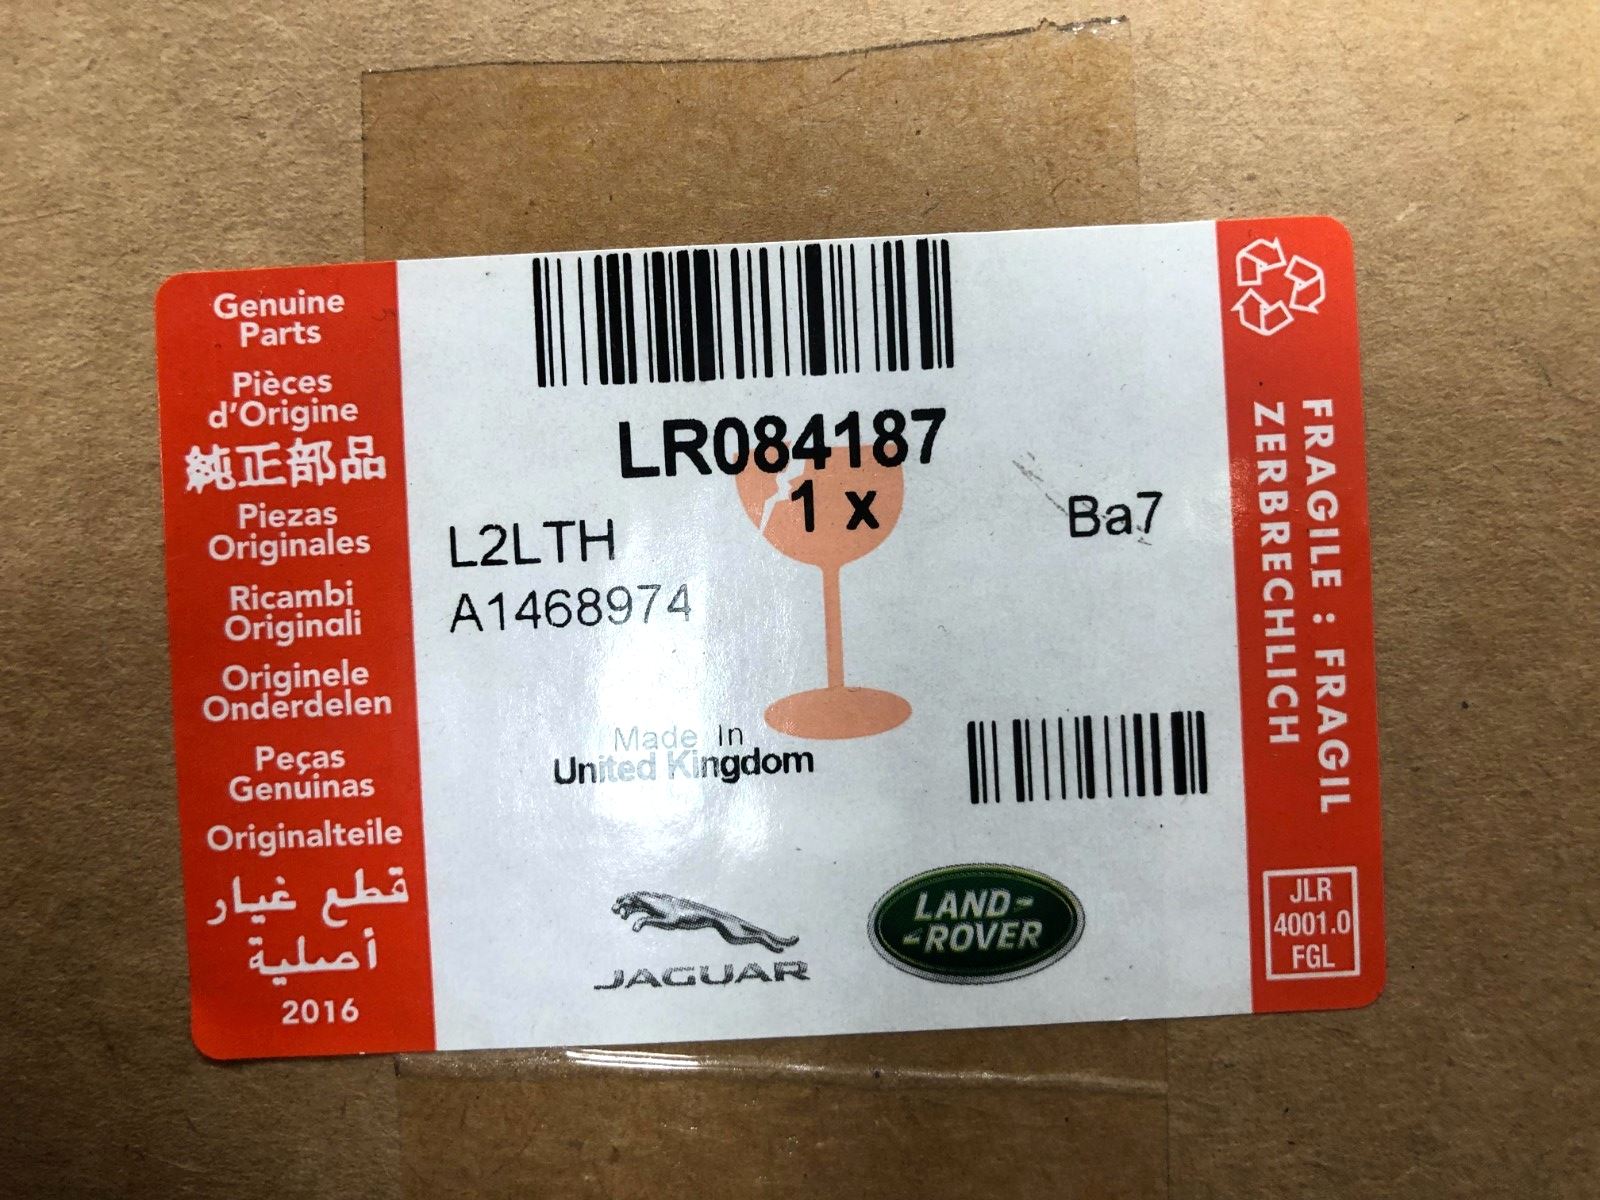 Genuine
Parts
Pièces
d'Origine
純正部品
Piezas
Originales
Ricambi
Originali
Originele
Onderdelen
Peças
Genuinas
Originalteile
قطع غيار
أصلية
2016
LR084187
1 x
L2LTH
Ba7
A1468974
Made In
United Kingdom
JAGUAR
LAND-
-ROVER
FRAGILE : FRAGIL
ZERBRECHLICH
JLR
4001.0
FGL